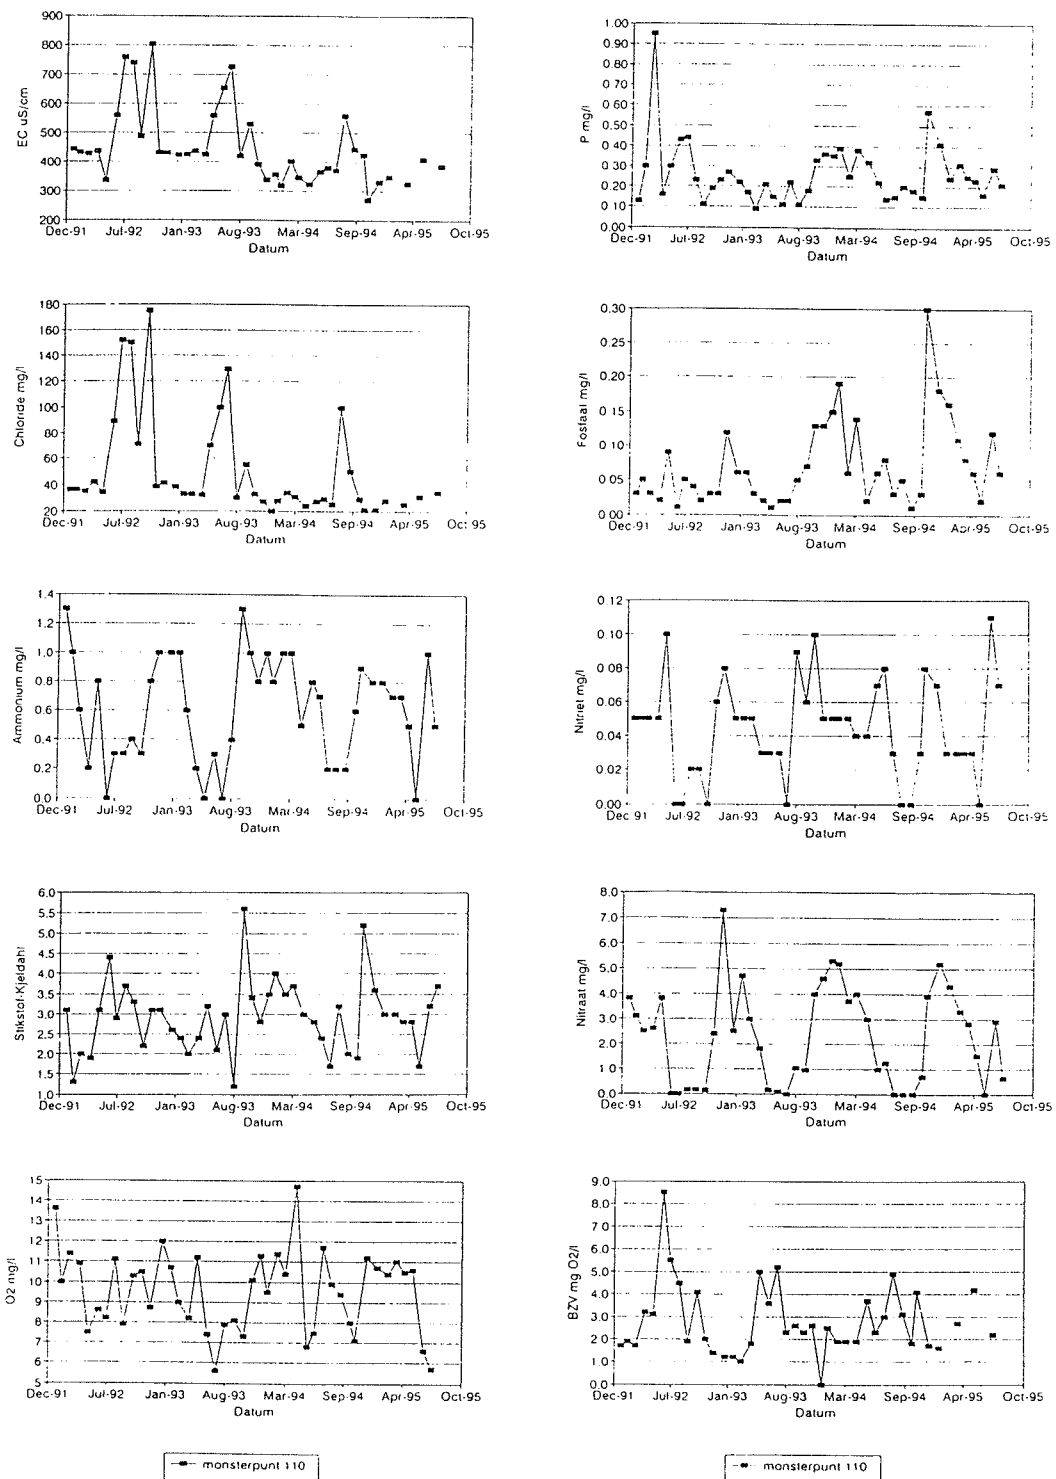 EC uS/cm
900
800
700
600
500
400
300
200
Dec-91 Jul-92 Jan-93 Aug-93 Mar-94 Sep-94 Apr-95 Oct-95
Datum
P mg/l
1.00
0.90
0.80
0.70
0.60
0.50
0.40
0.30
0.20
0.10
0.00
Dec-91 Jul-92 Jan-93 Aug-93 Mar-94 Sep-94 Apr-95 Oct-95
Datum
Chloride mg/l
180
160
140
120
100
80
60
40
20
Dec-91 Jul-92 Jan-93 Aug-93 Mar-94 Sep-94 Apr-95 Oct-95
Datum
Fosfaat mg/l
0.30
0.25
0.20
0.15
0.10
0.05
0.00
Dec-91 Jul-92 Jan-93 Aug-93 Mar-94 Sep-94 Apr-95 Oct-95
Datum
Ammonium mg/l
1.4
1.2
1.0
0.8
0.6
0.4
0.2
0.0
Dec-91 Jul-92 Jan-93 Aug-93 Mar-94 Sep-94 Apr-95 Oct-95
Datum
Nitriet mg/l
0.12
0.10
0.08
0.06
0.04
0.02
0.00
Dec-91 Jul-92 Jan-93 Aug-93 Mar-94 Sep-94 Apr-95 Oct-95
Datum
Stikstof-Kjeldahl
6.0
5.5
5.0
4.5
4.0
3.5
3.0
2.5
2.0
1.5
1.0
Dec-91 Jul-92 Jan-93 Aug-93 Mar-94 Sep-94 Apr-95 Oct-95
Datum
Nitraat mg/l
8.0
7.0
6.0
5.0
4.0
3.0
2.0
1.0
0.0
Dec-91 Jul-92 Jan-93 Aug-93 Mar-94 Sep-94 Apr-95 Oct-95
Datum
O2 mg/l
15
14
13
12
11
10
9
8
7
6
5
Dec-91 Jul-92 Jan-93 Aug-93 Mar-94 Sep-94 Apr-95 Oct-95
Datum
BZV mg O2/l
9.0
8.0
7.0
6.0
5.0
4.0
3.0
2.0
1.0
0.0
Dec-91 Jul-92 Jan-93 Aug-93 Mar-94 Sep-94 Apr-95 Oct-95
Datum
monsterpunt 110
monsterpunt 110